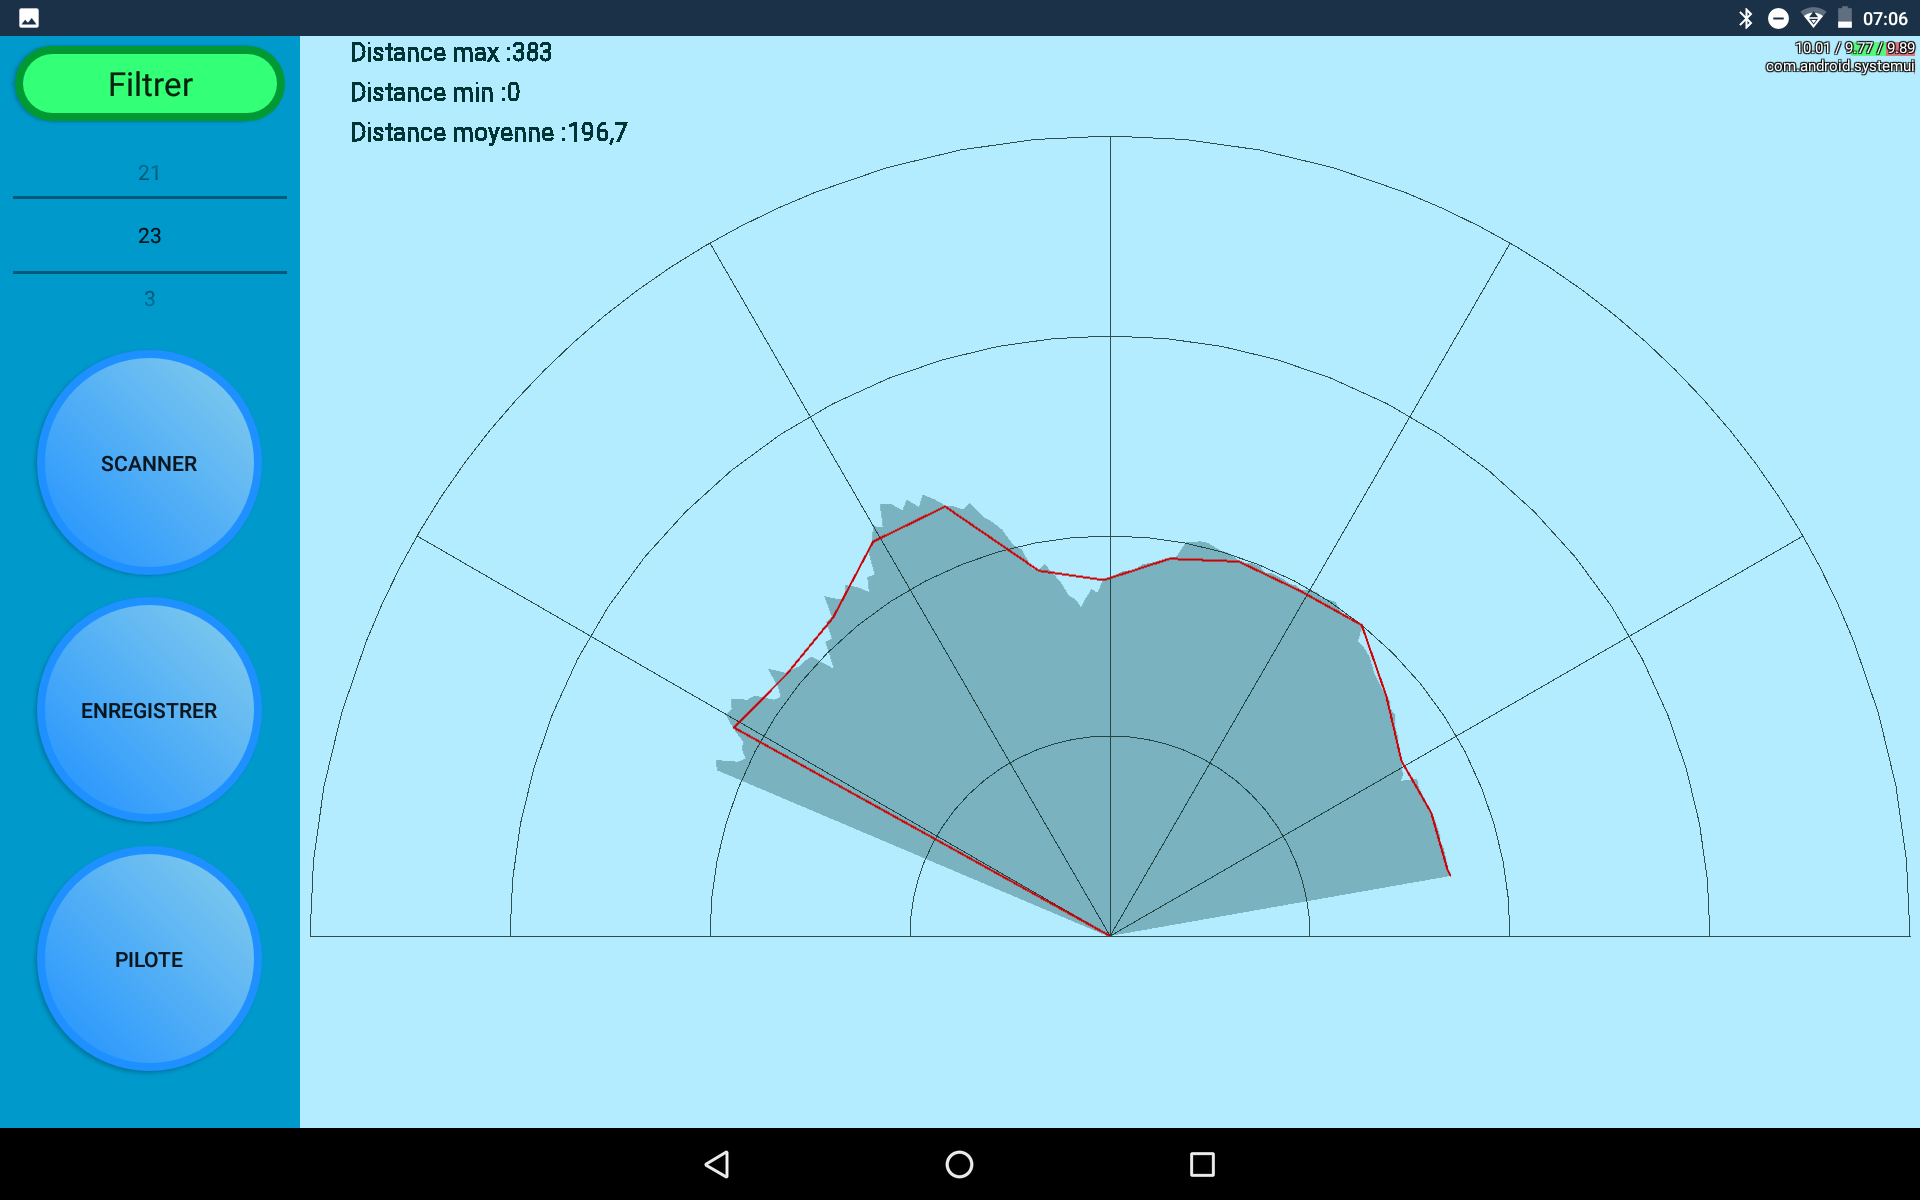 07:06
10.01 / 9.77 / 9.89
com.android.systemui
Filtrer
21
23
3
SCANNER
ENREGISTRER
PILOTE
Distance max :383
Distance min :0
Distance moyenne :196,7